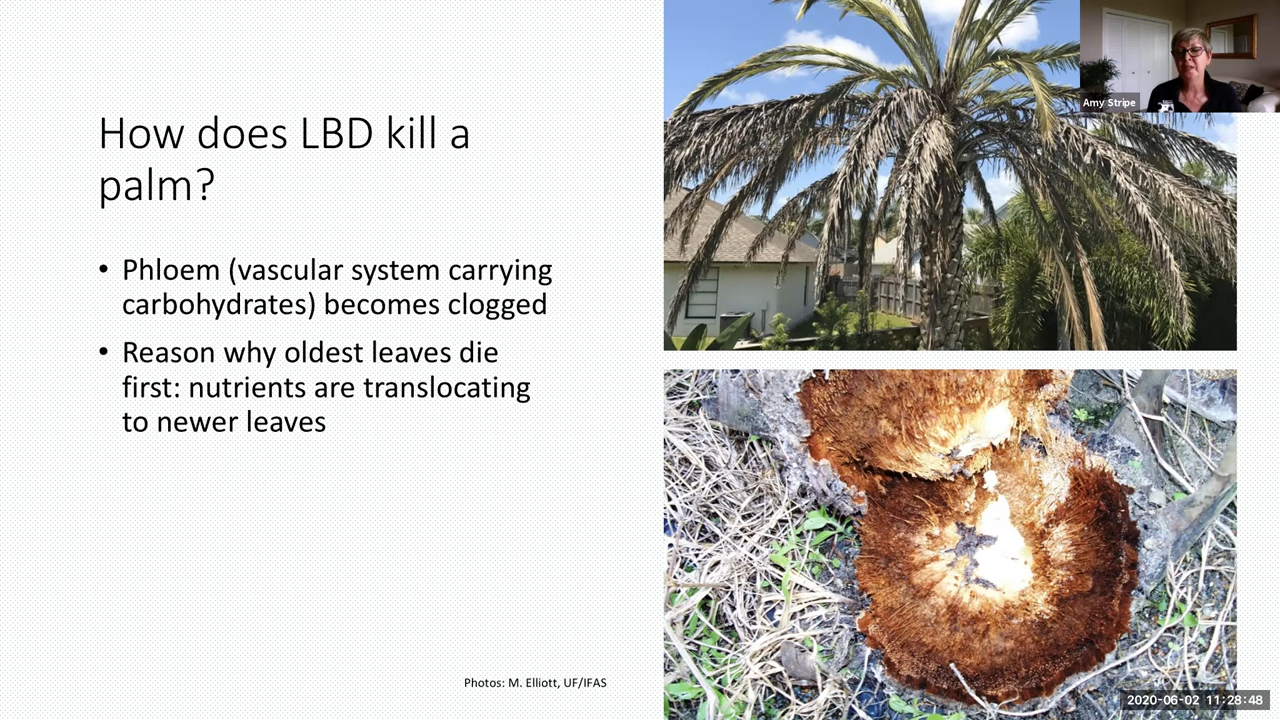 How does LBD kill a
palm?
• Phloem (vascular system carrying
carbohydrates) becomes clogged
• Reason why oldest leaves die
first: nutrients are translocating
to newer leaves
Photos: M. Elliott, UF/IFAS
Amy Stripe
2020-06-02 11:28:48